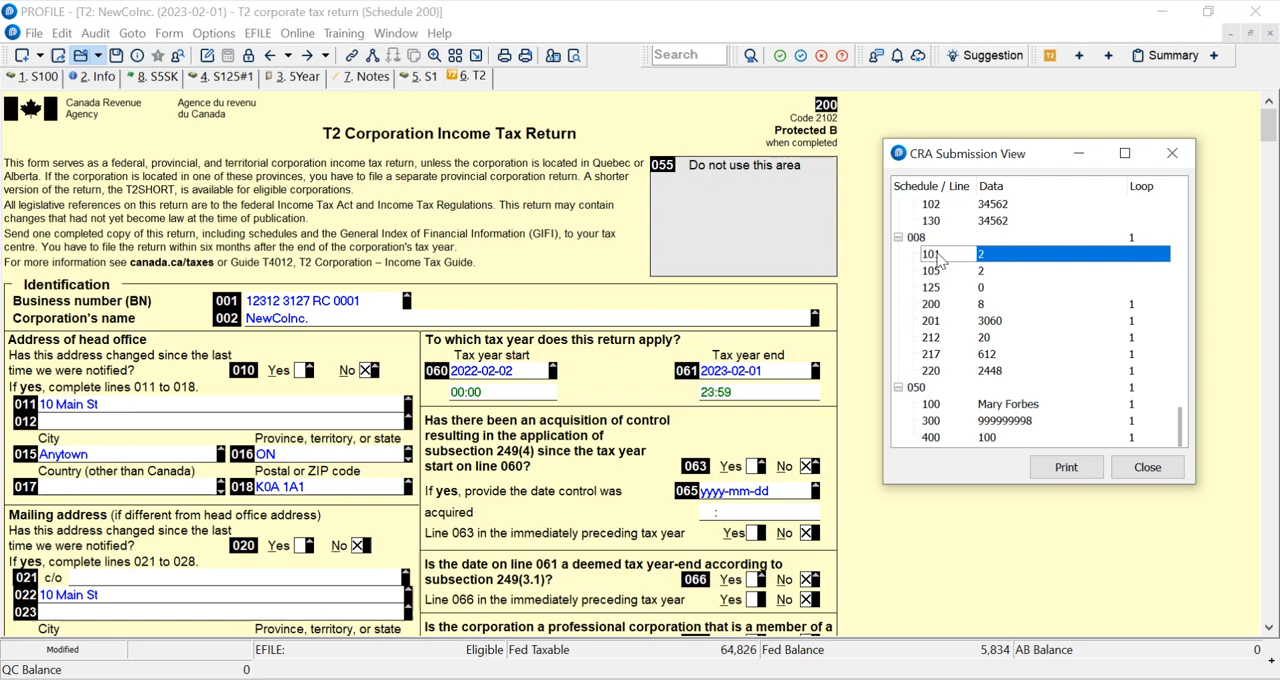 PROFILE - [T2: NewCoInc. (2023-02-01) - T2 corporate tax return (Schedule 200)]
File Edit Audit Goto Form Options EFILE Online Training Window Help
Search
Suggestion
T2
Summary
1. S100 2. Info 8. S5SK 4. S125#1 3. 5Year 7. Notes 5. S1 6. T2
Canada Revenue Agency
Agence du revenu du Canada
200
Code 2102
Protected B
when completed
T2 Corporation Income Tax Return
This form serves as a federal, provincial, and territorial corporation income tax return, unless the corporation is located in Quebec or
Alberta. If the corporation is located in one of these provinces, you have to file a separate provincial corporation return. A shorter
version of the return, the T2SHORT, is available for eligible corporations.
All legislative references on this return are to the federal Income Tax Act and Income Tax Regulations. This return may contain
changes that had not yet become law at the time of publication.
Send one completed copy of this return, including schedules and the General Index of Financial Information (GIFI), to your tax
centre. You have to file the return within six months after the end of the corporation's tax year.
For more information see canada.ca/taxes or Guide T4012, T2 Corporation – Income Tax Guide.
055 Do not use this area
Identification
Business number (BN) 001 12312 3127 RC 0001
Corporation's name 002 NewCoInc.
Address of head office
Has this address changed since the last
time we were notified? 010 Yes No
If yes, complete lines 011 to 018.
011 10 Main St
012
City Province, territory, or state
015 Anytown 016 ON
Country (other than Canada) Postal or ZIP code
017 018 K0A 1A1
Mailing address (if different from head office address)
Has this address changed since the last
time we were notified? 020 Yes No
If yes, complete lines 021 to 028.
021 c/o
022 10 Main St
023
City Province, territory, or state
To which tax year does this return apply?
Tax year start Tax year end
060 2022-02-02 061 2023-02-01
00:00 23:59
Has there been an acquisition of control
resulting in the application of
subsection 249(4) since the tax year
start on line 060? 063 Yes No
If yes, provide the date control was 065 yyyy-mm-dd
acquired :
Line 063 in the immediately preceding tax year Yes No
Is the date on line 061 a deemed tax year-end according to
subsection 249(3.1)? 066 Yes No
Line 066 in the immediately preceding tax year Yes No
Is the corporation a professional corporation that is a member of a
CRA Submission View
Schedule / Line Data Loop
102 34562
130 34562
008 1
101 2
105 2
125 0
200 8 1
201 3060 1
212 20 1
217 612 1
220 2448 1
050 1
100 Mary Forbes 1
300 999999998 1
400 100 1
Print Close
Modified EFILE: Eligible Fed Taxable 64,826 Fed Balance 5,834 AB Balance 0
QC Balance 0